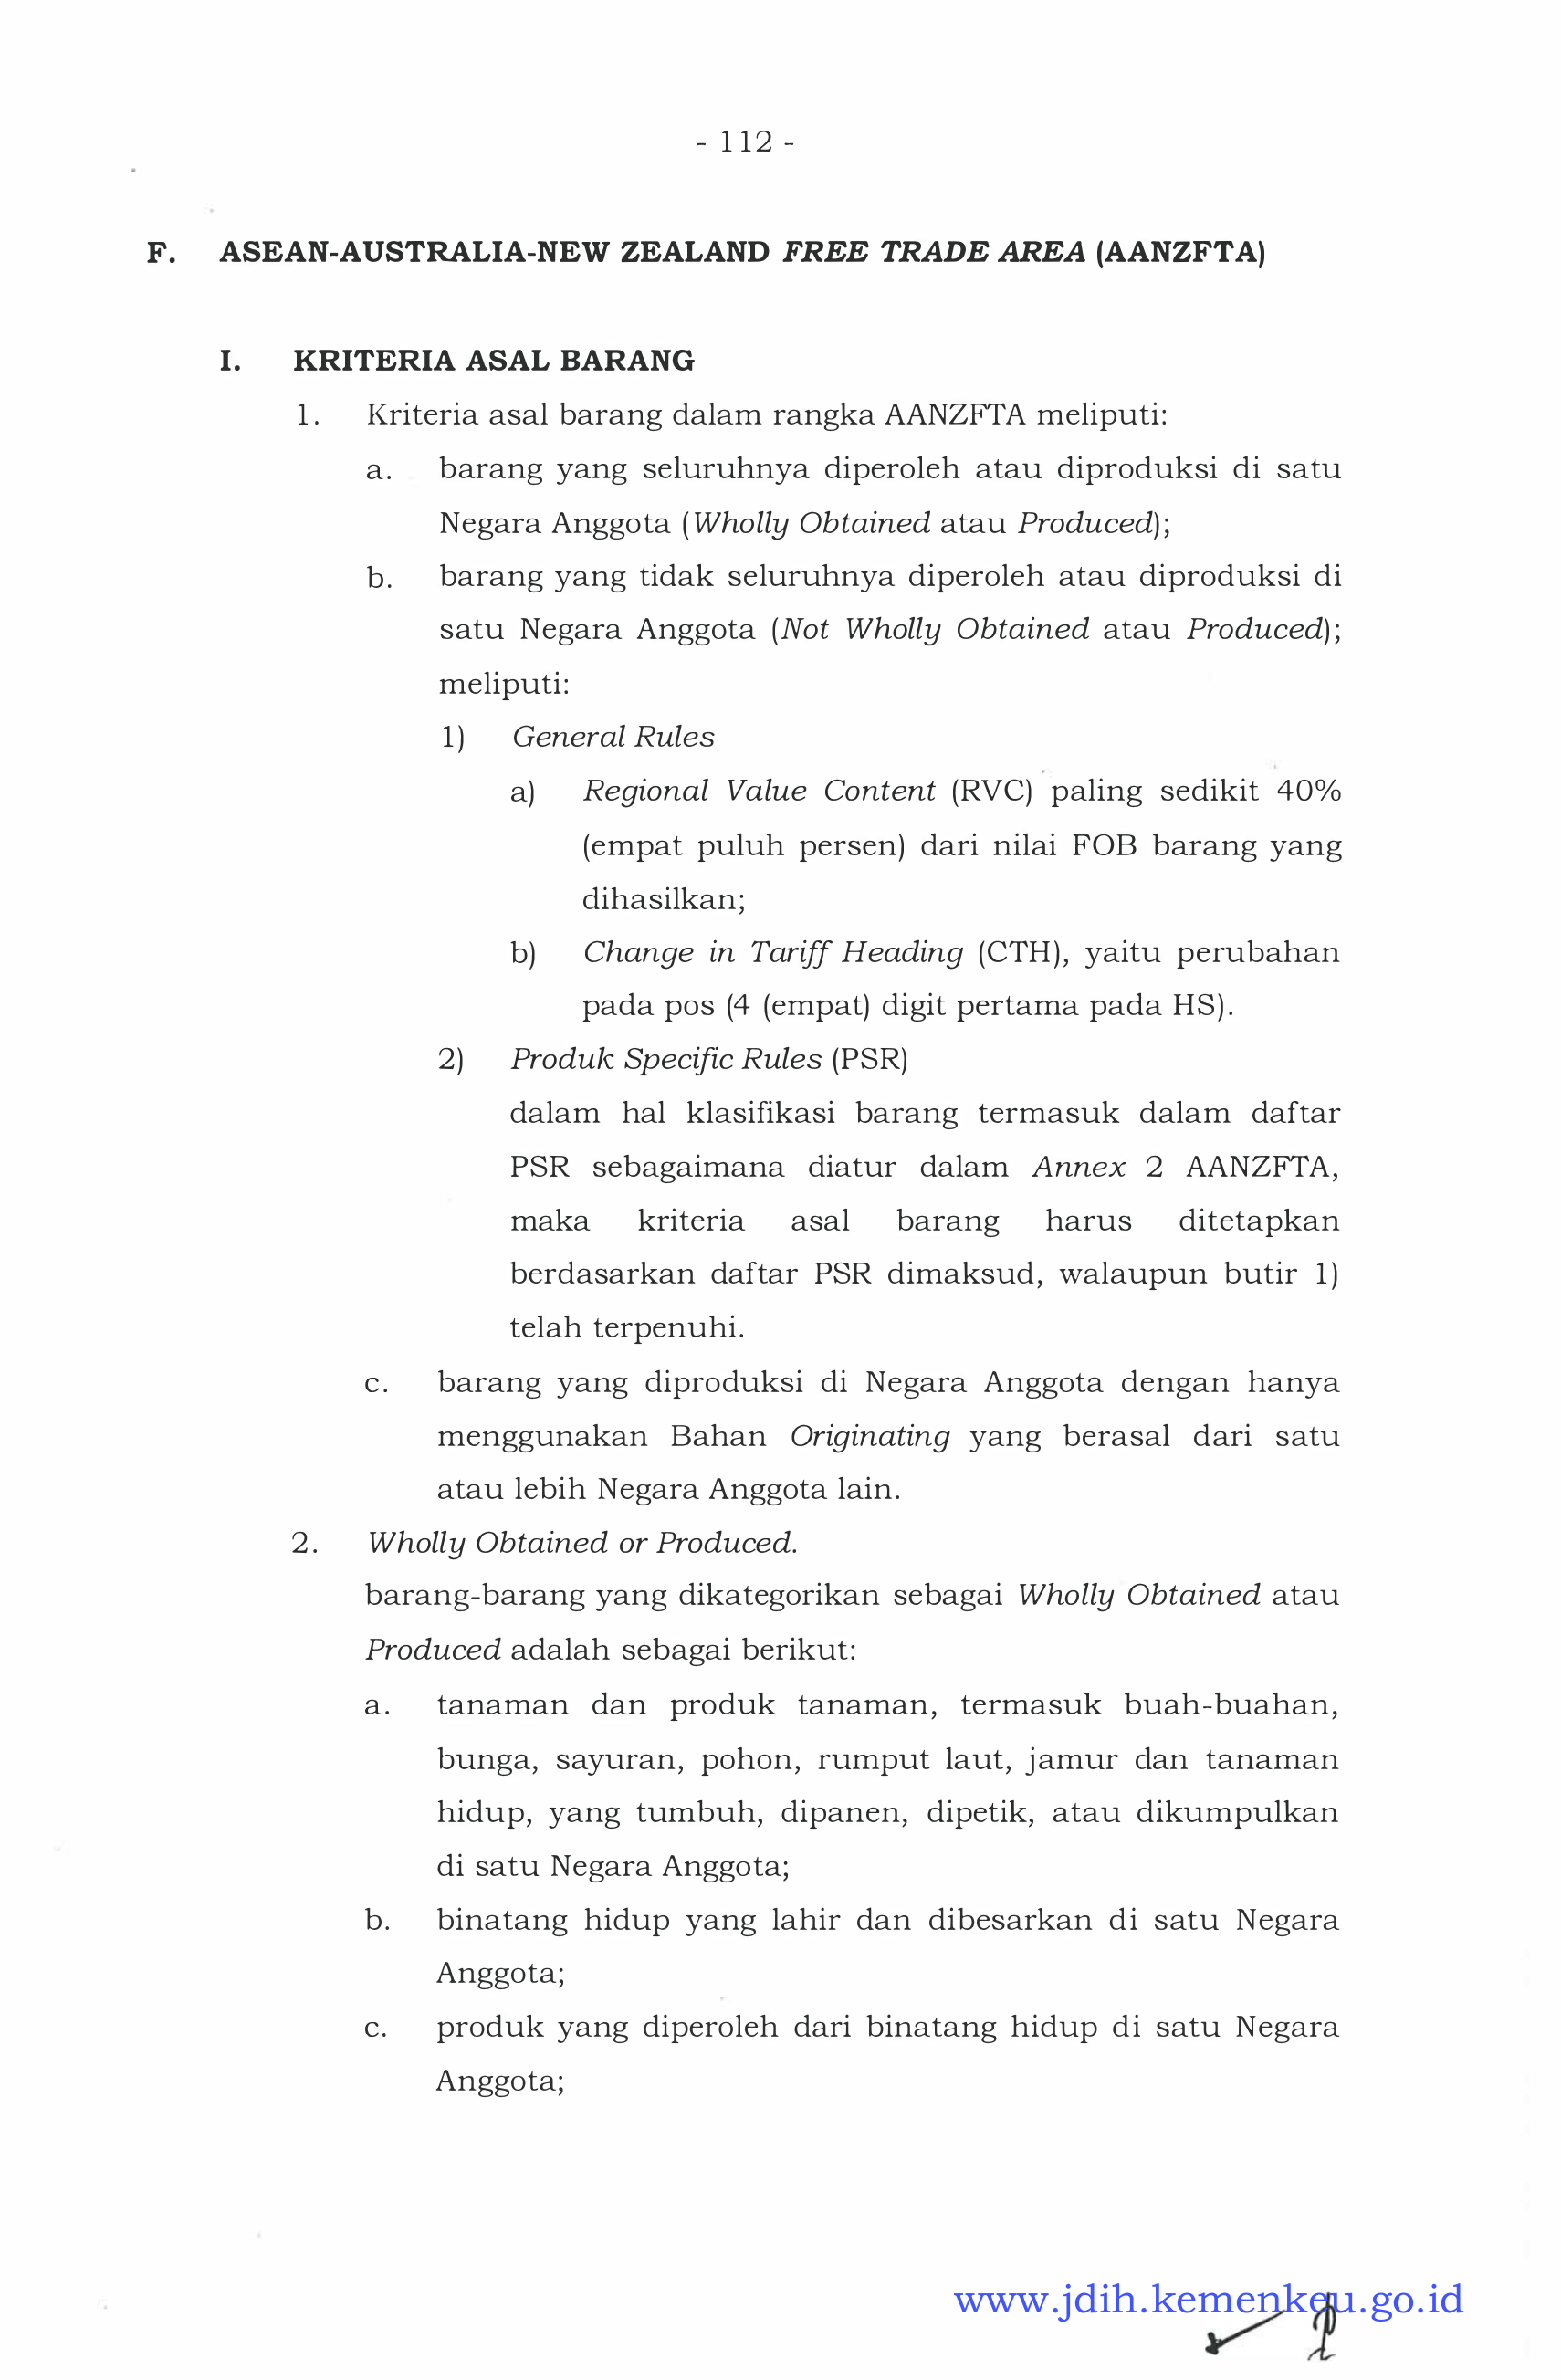 - 112 -
F. ASEAN-AUSTRALIA-NEW ZEALAND FREE TRADE AREA (AANZFTA)
I. KRITERIA ASAL BARANG
1. Kriteria asal barang dalam rangka AANZFTA meliputi:
a. barang yang seluruhnya diperoleh atau diproduksi di satu
Negara Anggota (Wholly Obtained atau Produced);
b. barang yang tidak seluruhnya diperoleh atau diproduksi di
satu Negara Anggota (Not Wholly Obtained atau Produced);
meliputi:
1) General Rules
a) Regional Value Content (RVC) paling sedikit 40%
(empat puluh persen) dari nilai FOB barang yang
dihasilkan;
b) Change in Tariff Heading (CTH), yaitu perubahan
pada pos (4 (empat) digit pertama pada HS).
2) Produk Specific Rules (PSR)
dalam hal klasifikasi barang termasuk dalam daftar
PSR sebagaimana diatur dalam Annex 2 AANZFTA,
maka kriteria asal barang harus ditetapkan
berdasarkan daftar PSR dimaksud, walaupun butir 1)
telah terpenuhi.
c. barang yang diproduksi di Negara Anggota dengan hanya
menggunakan Bahan Originating yang berasal dari satu
atau lebih Negara Anggota lain.
2. Wholly Obtained or Produced.
barang-barang yang dikategorikan sebagai Wholly Obtained atau
Produced adalah sebagai berikut:
a. tanaman dan produk tanaman, termasuk buah-buahan,
bunga, sayuran, pohon, rumput laut, jamur dan tanaman
hidup, yang tumbuh, dipanen, dipetik, atau dikumpulkan
di satu Negara Anggota;
b. binatang hidup yang lahir dan dibesarkan di satu Negara
Anggota;
c. produk yang diperoleh dari binatang hidup di satu Negara
Anggota;
www.jdih.kemenkeu.go.id